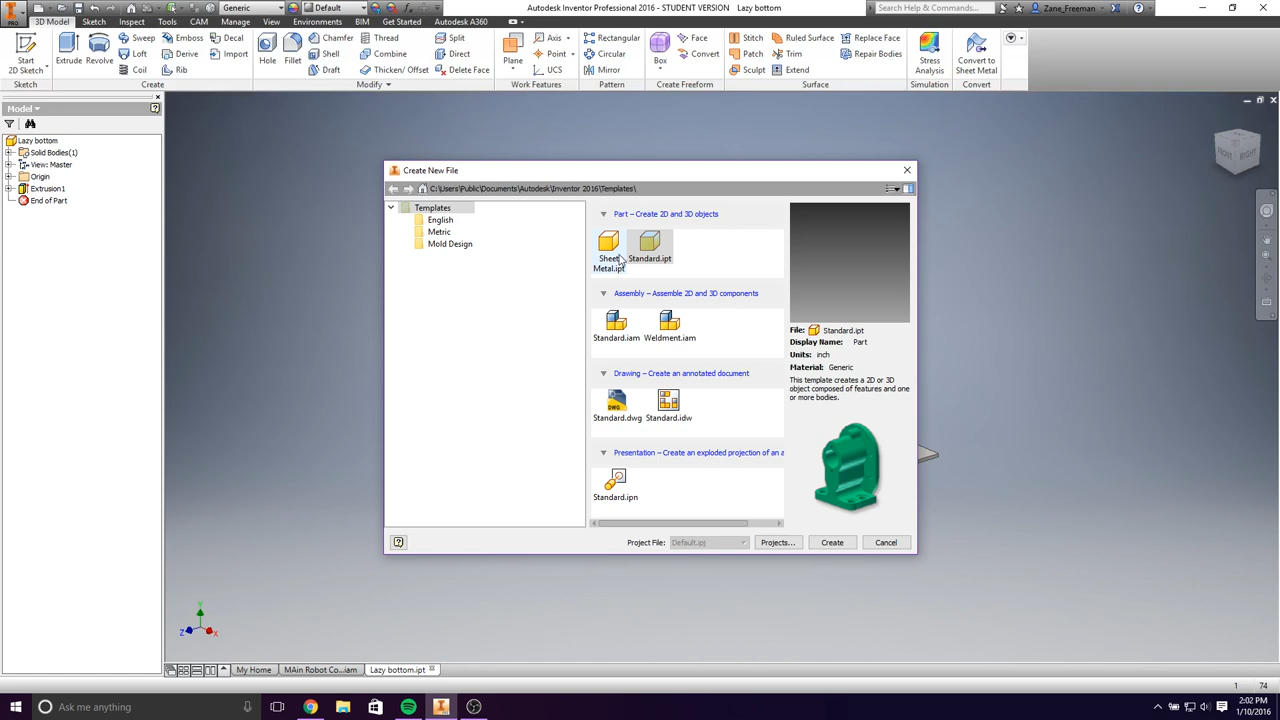 Generic
Default
Autodesk Inventor Professional 2016 - STUDENT VERSION Lazy bottom
Search Help & Commands...
Zane_Freeman
PRO
3D Model Sketch Inspect Tools CAM Manage View Environments BIM Get Started Autodesk A360
Start
2D Sketch
Extrude
Revolve
Sweep
Loft
Coil
Emboss
Derive
Rib
Decal
Import
Hole
Fillet
Chamfer
Shell
Draft
Thread
Combine
Thicken/ Offset
Split
Direct
Delete Face
Plane
Axis
Point
UCS
Rectangular
Circular
Mirror
Box
Face
Convert
Stitch
Patch
Sculpt
Ruled Surface
Trim
Extend
Replace Face
Repair Bodies
Stress
Analysis
Convert to
Sheet Metal
Sketch Create Modify Work Features Pattern Create Freeform Surface Simulation Convert
Model
Lazy bottom
Solid Bodies(1)
View: Master
Origin
Extrusion1
End of Part
FRONT RIGHT
Create New File
C:\Users\Public\Documents\Autodesk\Inventor 2016\Templates\
Templates
English
Metric
Mold Design
Part – Create 2D and 3D objects
Sheet
Metal.ipt
Standard.ipt
Assembly – Assemble 2D and 3D components
Standard.iam Weldment.iam
Drawing – Create an annotated document
DWG
Standard.dwg Standard.idw
Presentation – Create an exploded projection of an a
Standard.ipn
File: Standard.ipt
Display Name: Part
Units: inch
Material: Generic
This template creates a 2D or 3D
object composed of features and one
or more bodies.
Project File: Default.ipj Projects... Create Cancel
Z Y X
My Home MAin Robot Co...iam Lazy bottom.ipt
1 74
Ask me anything
2:02 PM
1/10/2016